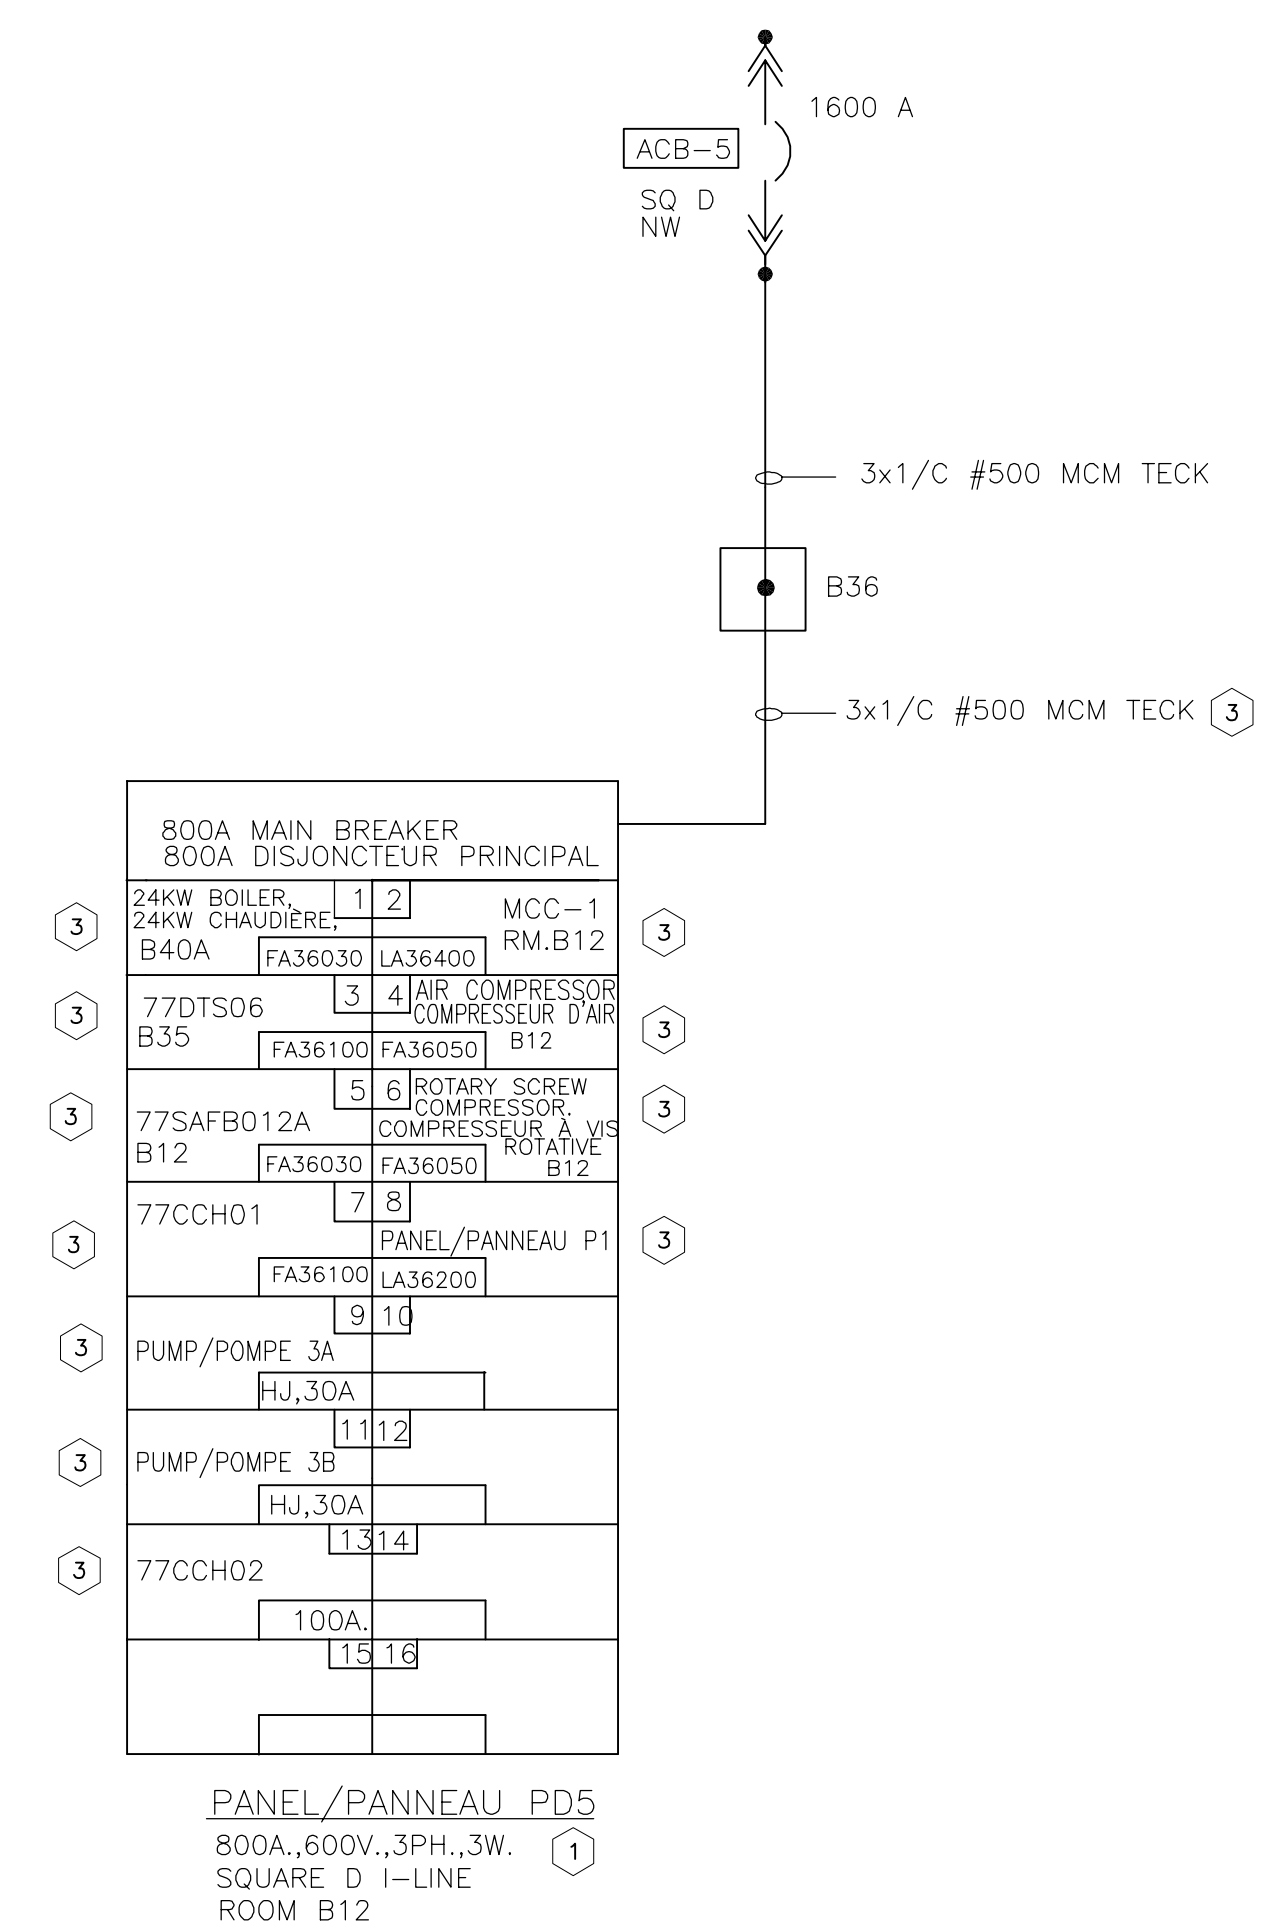 1600 A
ACB-5
SQ D
NW
3x1/C #500 MCM TECK
B36
3x1/C #500 MCM TECK 3
800A MAIN BREAKER
800A DISJONCTEUR PRINCIPAL
3
24KW BOILER,
24KW CHAUDIÈRE,
B40A
1
FA36030
2
MCC-1
RM.B12
LA36400
3
3
77DTS06
B35
3
FA36100
4
AIR COMPRESSOR,
COMPRESSEUR D'AIR
B12
FA36050
3
3
77SAFB012A
B12
5
FA36030
6
ROTARY SCREW
COMPRESSOR.
COMPRESSEUR À VIS
ROTATIVE
B12
FA36050
3
3
77CCH01
7
FA36100
8
PANEL/PANNEAU P1
LA36200
3
3
9
10
PUMP/POMPE 3A
HJ,30A
3
11
12
PUMP/POMPE 3B
HJ,30A
3
13
14
77CCH02
100A.
15
16
PANEL/PANNEAU PD5
800A.,600V.,3PH.,3W. 1
SQUARE D I-LINE
ROOM B12